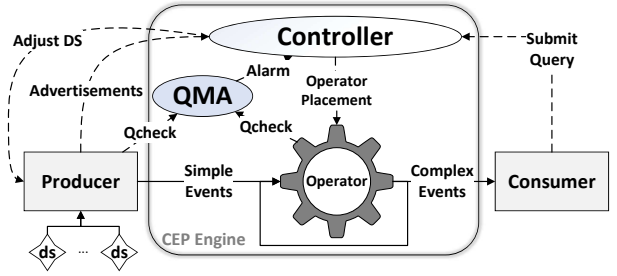 Controller
Adjust DS
Submit
Query
Alarm
Operator
Placement
Advertisements
QMA
Qcheck
Qcheck
Producer
Simple
Events
Operator
Complex
Events
Consumer
CEP Engine
ds ... ds